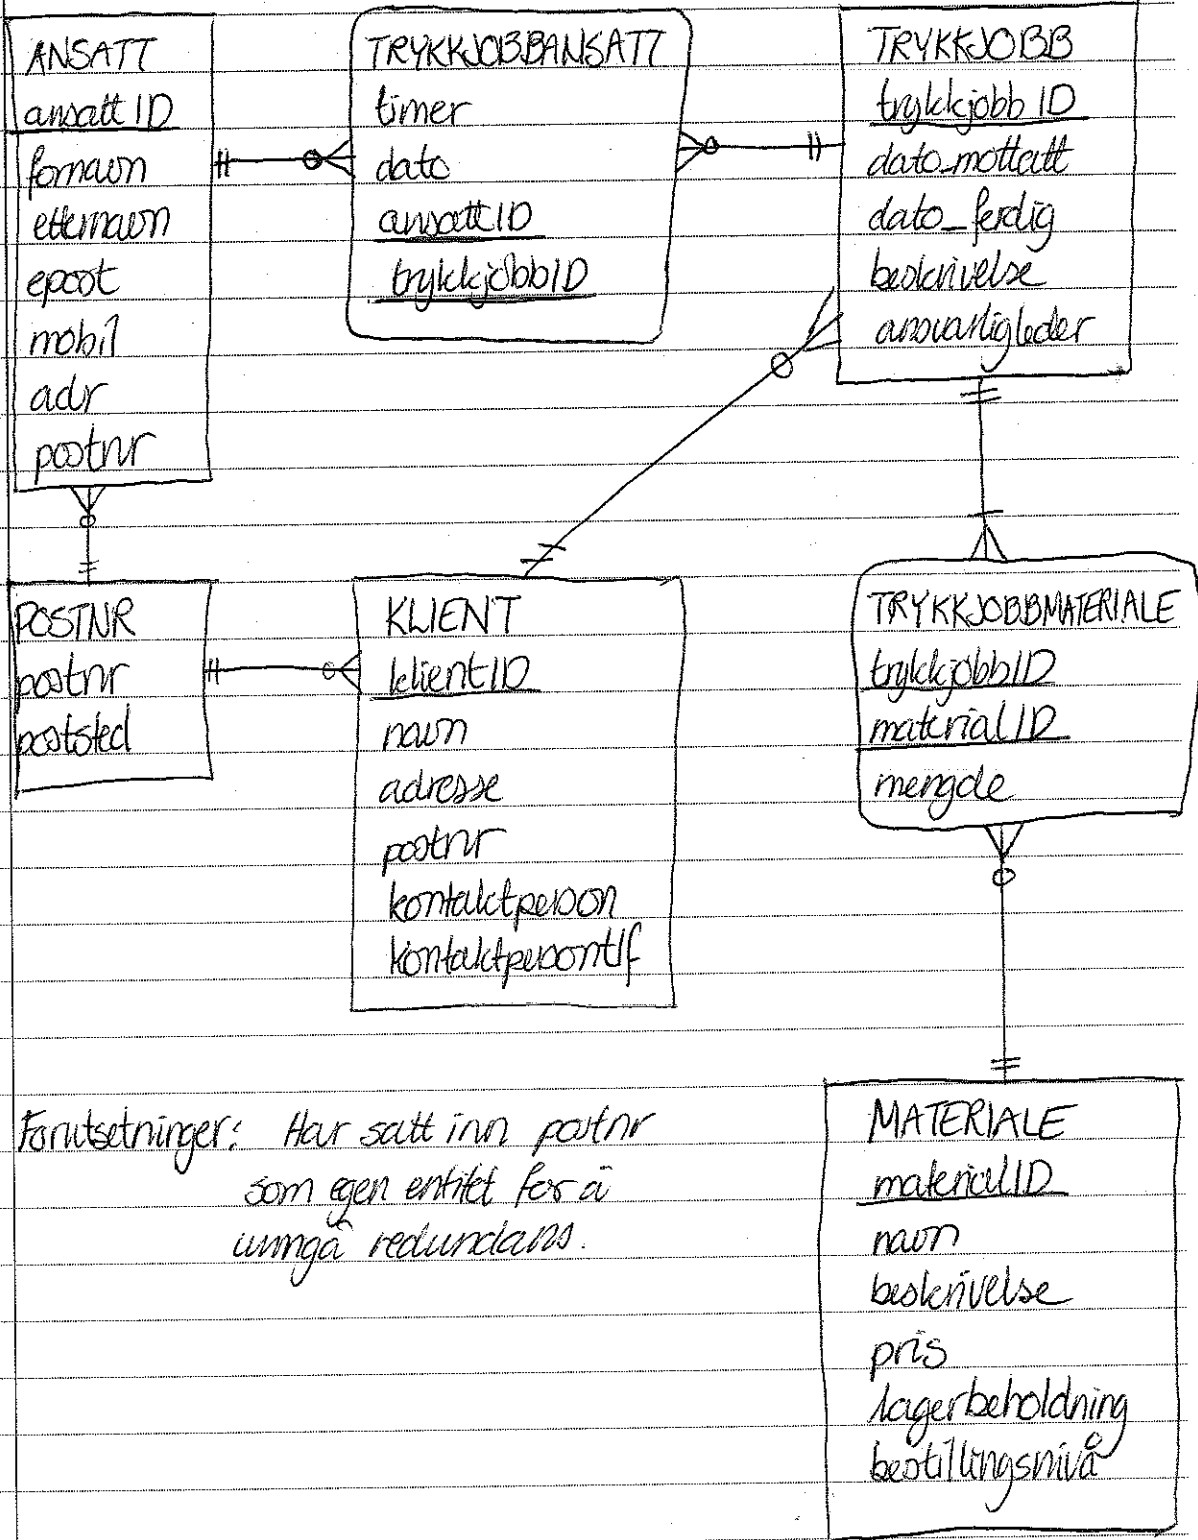 ANSATT
ansattID
fornavn
etternavn
epost
mobil
adr
postnr
TRYKKJOBBANSATT
timer
dato
ansattID
trykkjobbID
TRYKKJOBB
trykkjobbID
dato_mottatt
dato_ferdig
beskrivelse
ansvarligleder
POSTNR
postnr
poststed
KLIENT
klientID
navn
adresse
postnr
kontaktperson
kontaktpersontlf
TRYKKJOBBMATERIALE
trykkjobbID
materialID
mengde
Forutsetninger: Har satt inn postnr
som egen entitet for å
unngå redundans.
MATERIALE
materialID
navn
beskrivelse
pris
lagerbeholdning
bestillingsnivå